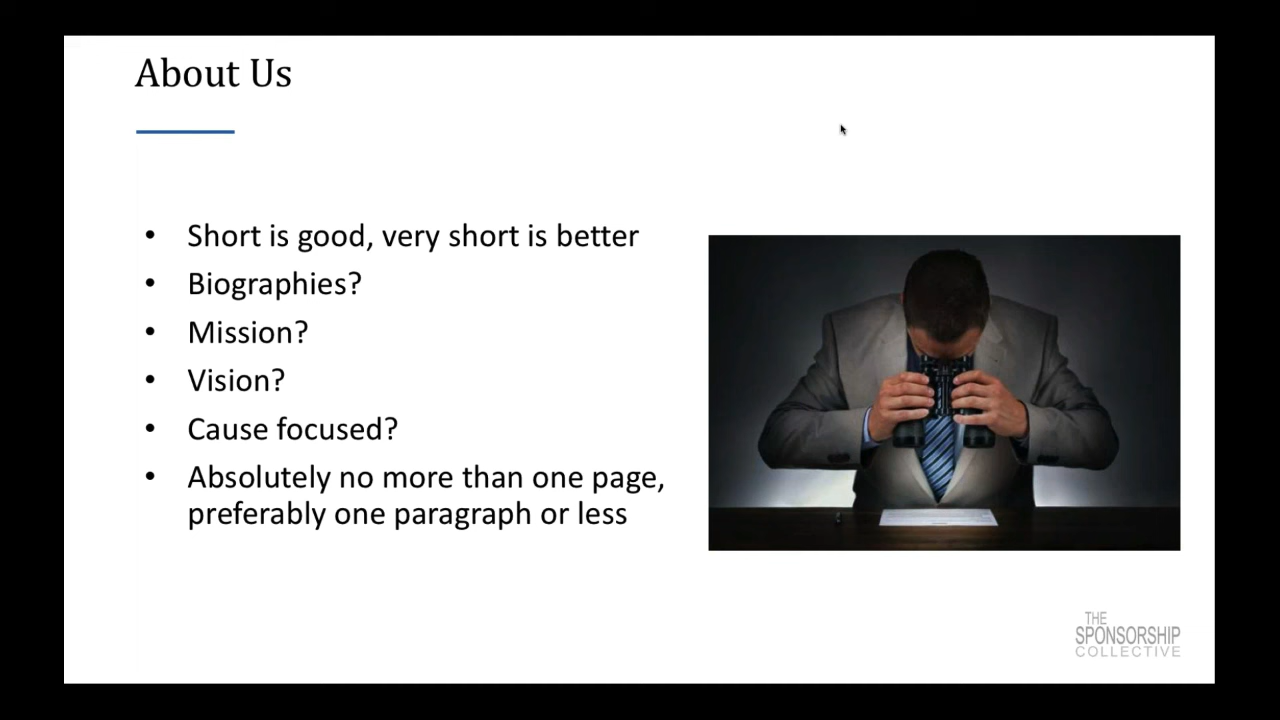 About Us
• Short is good, very short is better
• Biographies?
• Mission?
• Vision?
• Cause focused?
• Absolutely no more than one page,
preferably one paragraph or less
THE
SPONSORSHIP
COLLECTIVE